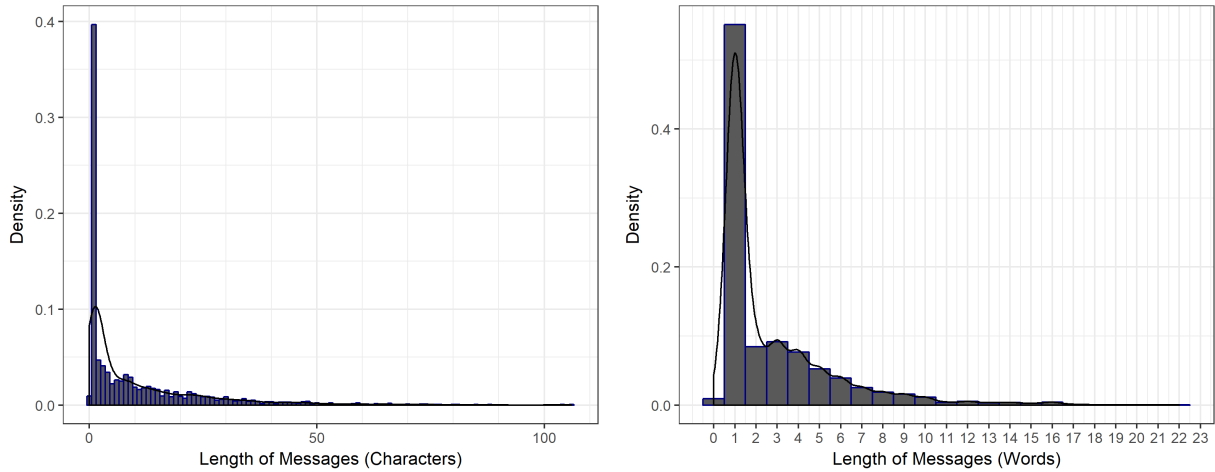 0.4
0.3
0.2
0.1
0.0
Density
0 50 100
Length of Messages (Characters)
0.4
0.2
0.0
Density
0 1 2 3 4 5 6 7 8 9 10 11 12 13 14 15 16 17 18 19 20 21 22 23
Length of Messages (Words)